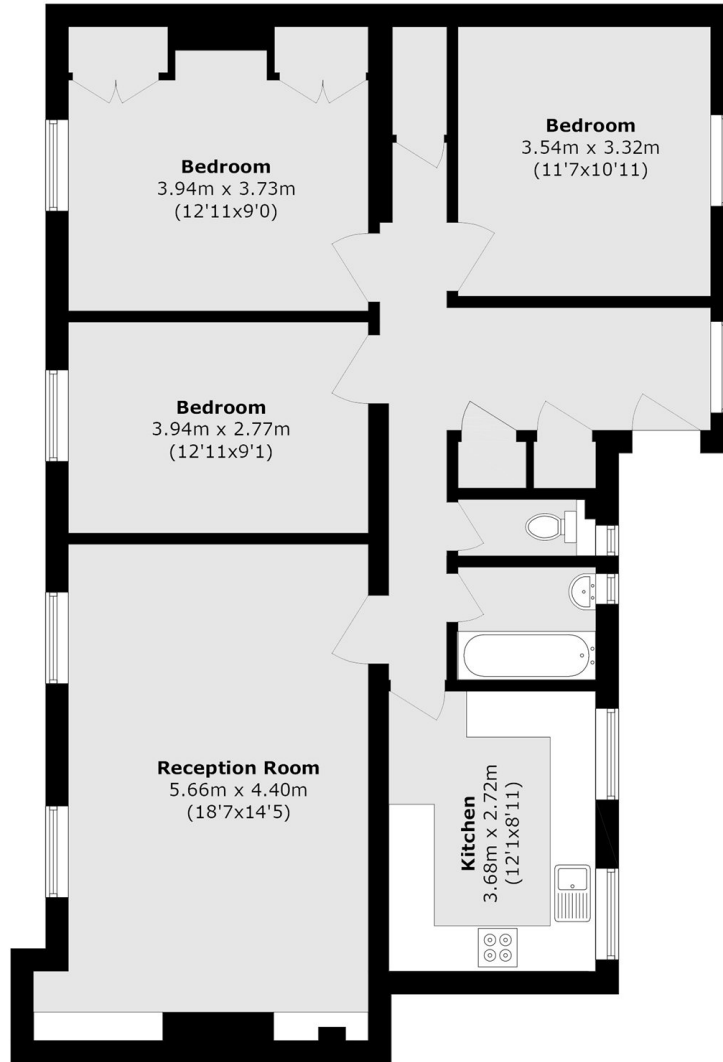 Bedroom
3.94m x 3.73m
(12'11x9'0)
Bedroom
3.54m x 3.32m
(11'7x10'11)
Bedroom
3.94m x 2.77m
(12'11x9'1)
Reception Room
5.66m x 4.40m
(18'7x14'5)
Kitchen
3.68m x 2.72m
(12'1x8'11)